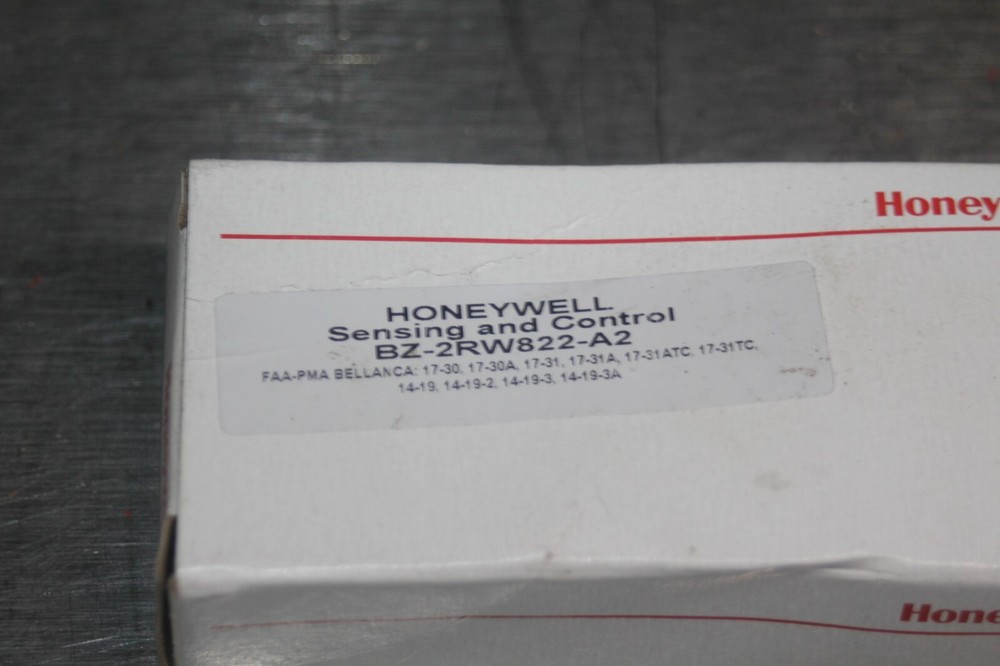 Honey
HONEYWELL
Sensing and Control
BZ-2RW822-A2
FAA-PMA BELLANCA: 17-30, 17-30A, 17-31, 17-31A, 17-31ATC, 17-31TC,
14-19, 14-19-2, 14-19-3, 14-19-3A
Hone